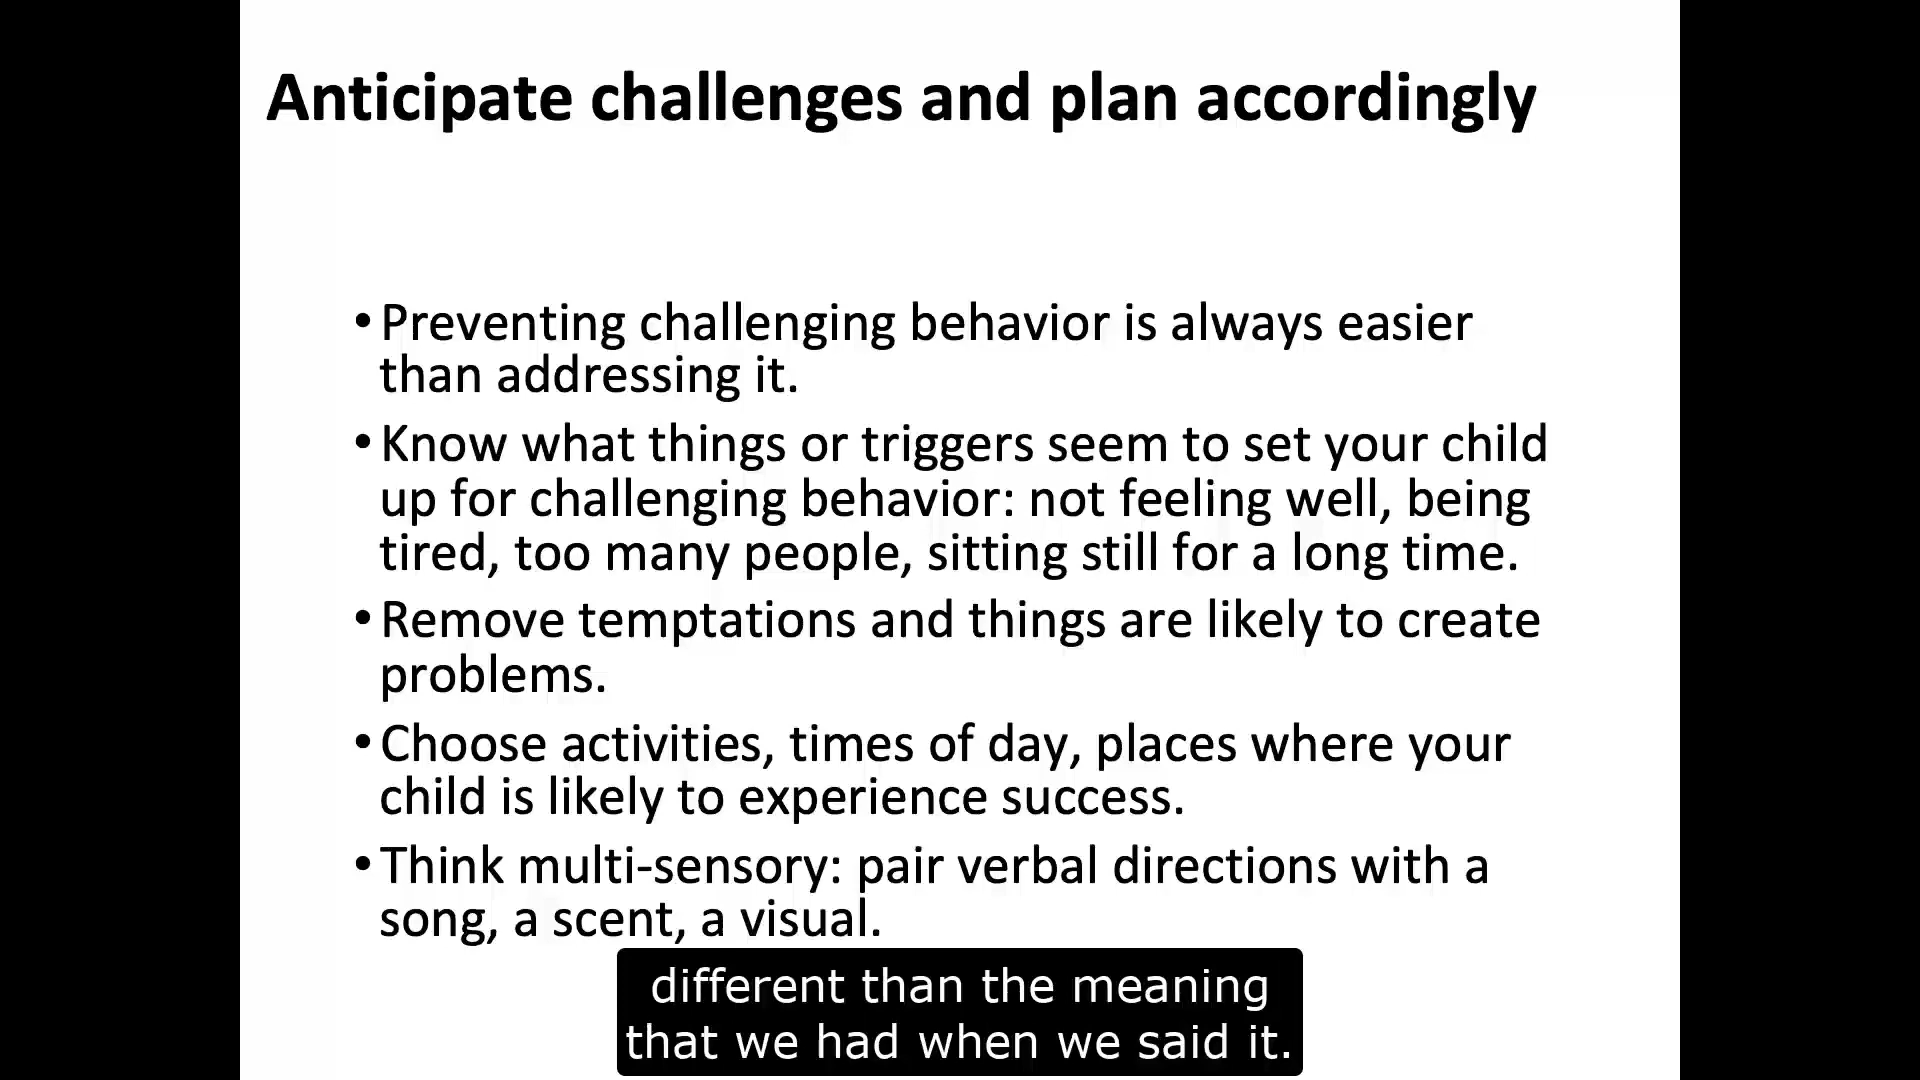 Anticipate challenges and plan accordingly
•Preventing challenging behavior is always easier
than addressing it.
•Know what things or triggers seem to set your child
up for challenging behavior: not feeling well, being
tired, too many people, sitting still for a long time.
•Remove temptations and things are likely to create
problems.
•Choose activities, times of day, places where your
child is likely to experience success.
•Think multi-sensory: pair verbal directions with a
song, a scent, a visual.
different than the meaning
that we had when we said it.